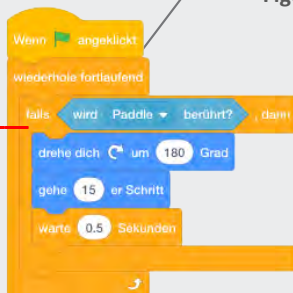 Wenn angeklickt
wiederhole fortlaufend
falls wird Paddle berührt? , dann
drehe dich um 180 Grad
gehe 15 er Schritt
warte 0.5 Sekunden